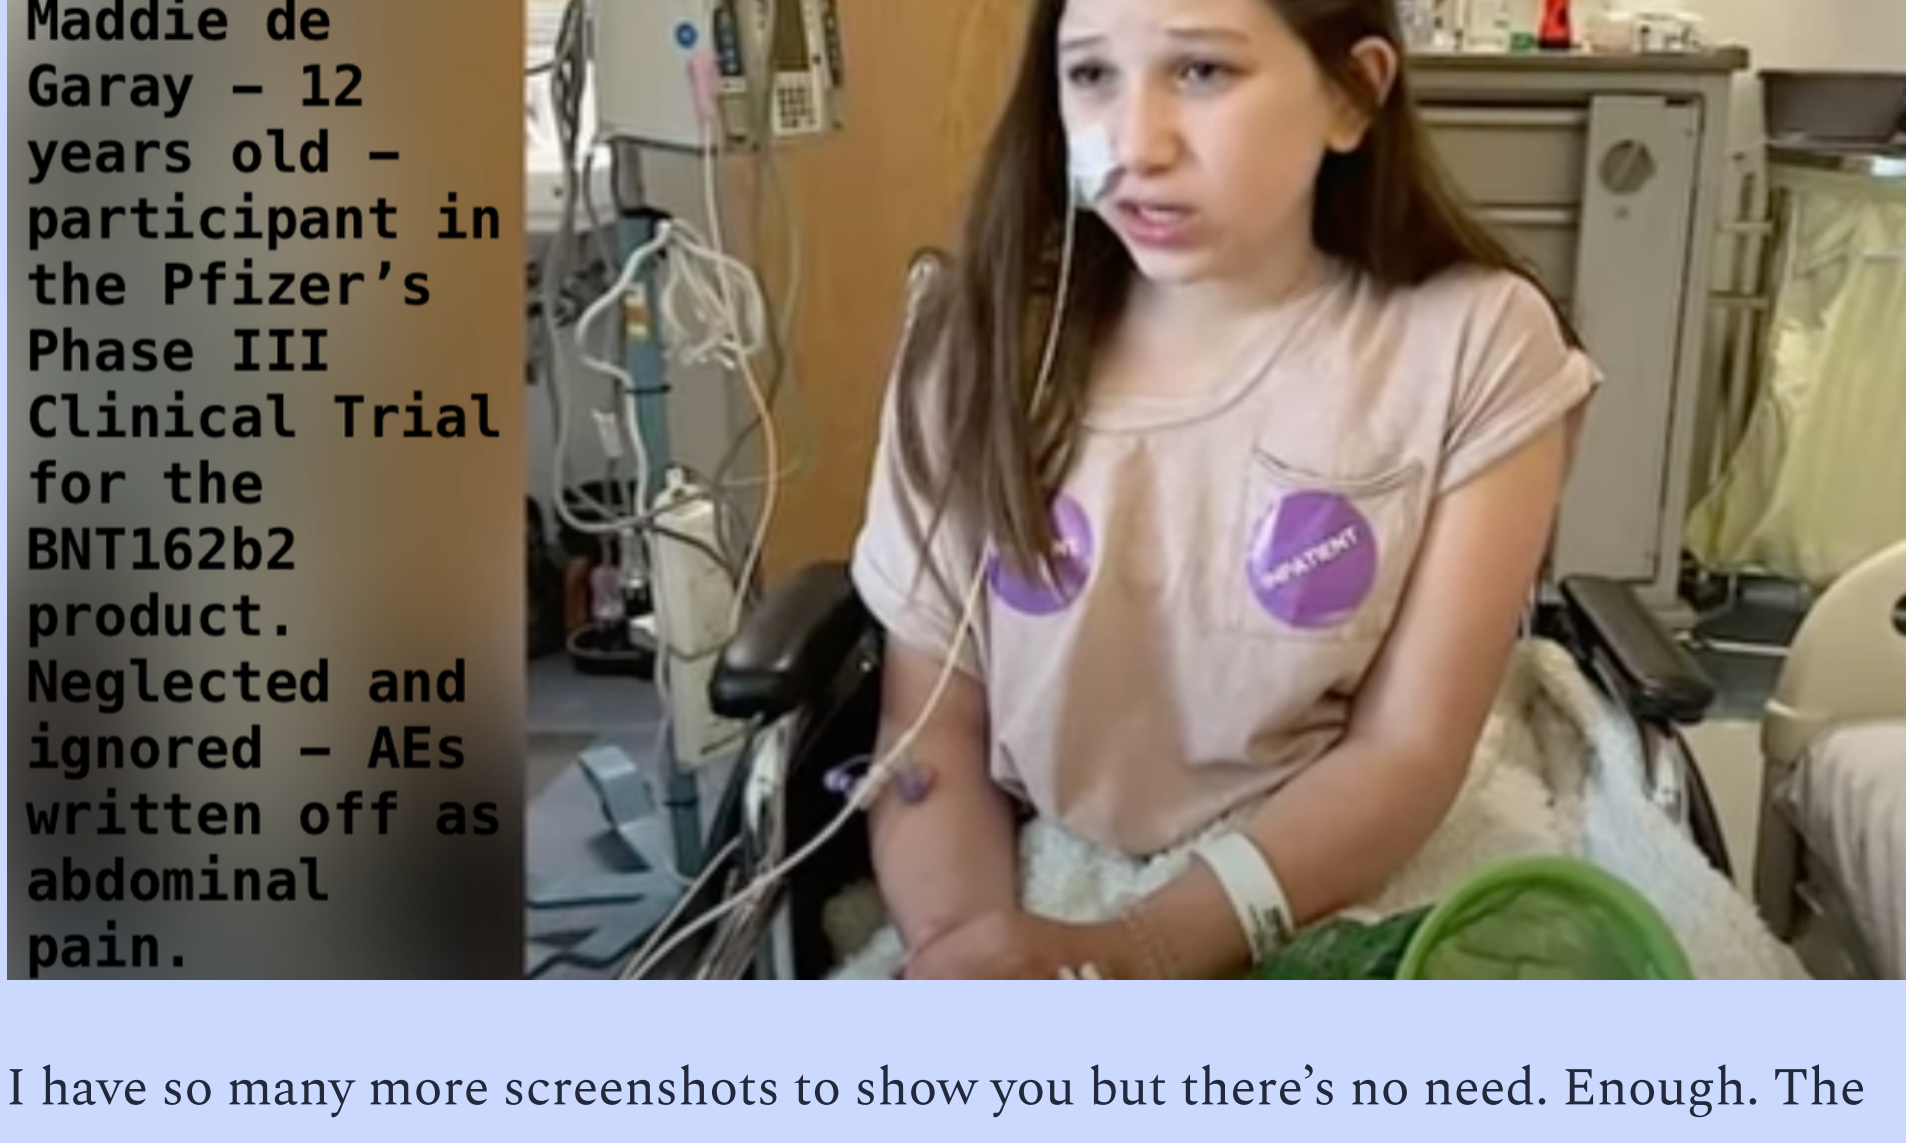 Maddie de
Garay – 12
years old –
participant in
the Pfizer’s
Phase III
Clinical Trial
for the
BNT162b2
product.
Neglected and
ignored – AEs
written off as
abdominal
pain.
INPATIENT
I have so many more screenshots to show you but there’s no need. Enough. The